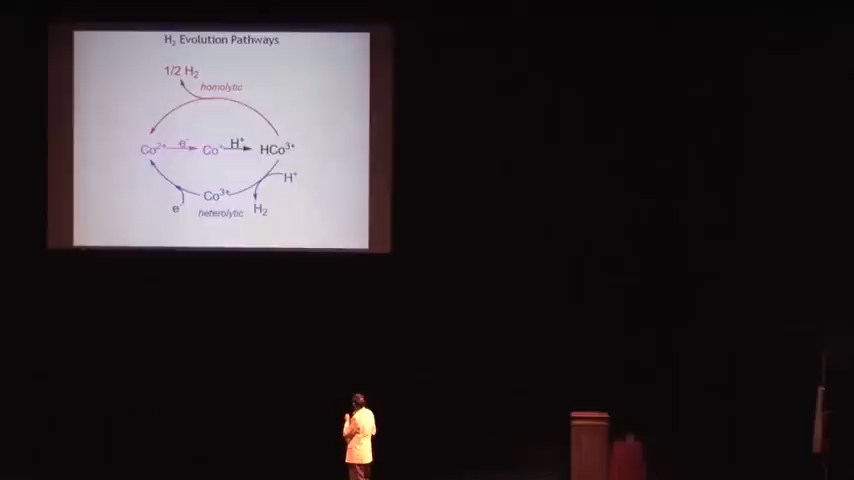 H₂ Evolution Pathways
1/2 H₂
homolytic
Co²⁺ e⁻ Co⁺ H⁺ HCo³⁺
H⁺
Co³⁺
e⁻ heterolytic H₂